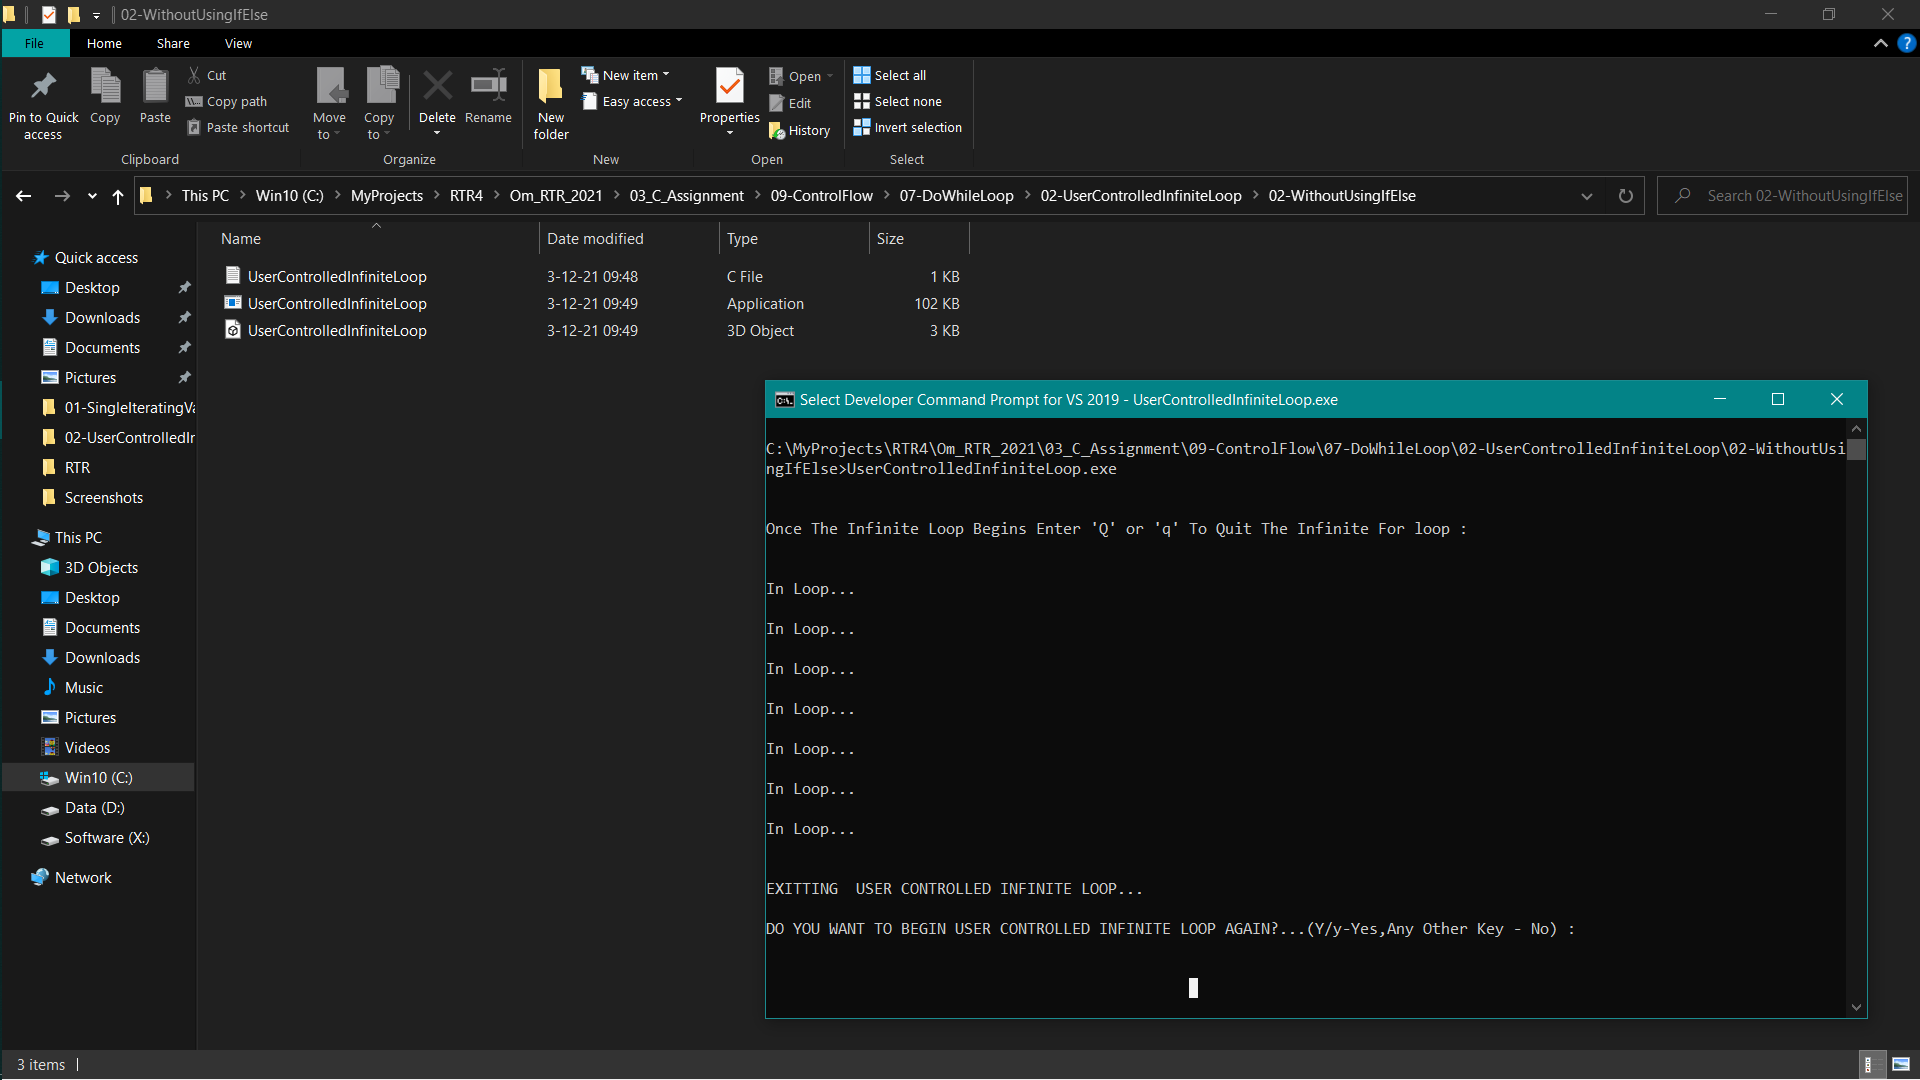 02-WithoutUsingIfElse
File Home Share View
Pin to Quick access
Copy
Paste
Cut
Copy path
Paste shortcut
Clipboard
Move to
Copy to
Delete
Rename
Organize
New folder
New item
Easy access
New
Properties
Open
Edit
History
Open
Select all
Select none
Invert selection
Select
This PC > Win10 (C:) > MyProjects > RTR4 > Om_RTR_2021 > 03_C_Assignment > 09-ControlFlow > 07-DoWhileLoop > 02-UserControlledInfiniteLoop > 02-WithoutUsingIfElse
Search 02-WithoutUsingIfElse
Quick access
Desktop
Downloads
Documents
Pictures
01-SingleIteratingVa
02-UserControlledIr
RTR
Screenshots
This PC
3D Objects
Desktop
Documents
Downloads
Music
Pictures
Videos
Win10 (C:)
Data (D:)
Software (X:)
Network
Name Date modified Type Size
UserControlledInfiniteLoop 3-12-21 09:48 C File 1 KB
UserControlledInfiniteLoop 3-12-21 09:49 Application 102 KB
UserControlledInfiniteLoop 3-12-21 09:49 3D Object 3 KB
C:\. Select Developer Command Prompt for VS 2019 - UserControlledInfiniteLoop.exe
C:\MyProjects\RTR4\Om_RTR_2021\03_C_Assignment\09-ControlFlow\07-DoWhileLoop\02-UserControlledInfiniteLoop\02-WithoutUsi
ngIfElse>UserControlledInfiniteLoop.exe
Once The Infinite Loop Begins Enter 'Q' or 'q' To Quit The Infinite For loop :
In Loop...
In Loop...
In Loop...
In Loop...
In Loop...
In Loop...
In Loop...
EXITTING  USER CONTROLLED INFINITE LOOP...
DO YOU WANT TO BEGIN USER CONTROLLED INFINITE LOOP AGAIN?...(Y/y-Yes,Any Other Key - No) :
3 items